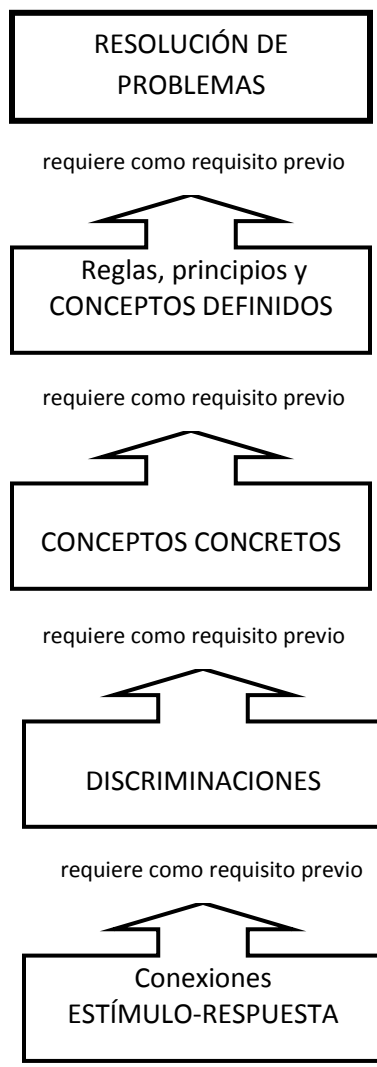 RESOLUCIÓN DE
PROBLEMAS
requiere como requisito previo
Reglas, principios y
CONCEPTOS DEFINIDOS
requiere como requisito previo
CONCEPTOS CONCRETOS
requiere como requisito previo
DISCRIMINACIONES
requiere como requisito previo
Conexiones
ESTÍMULO-RESPUESTA